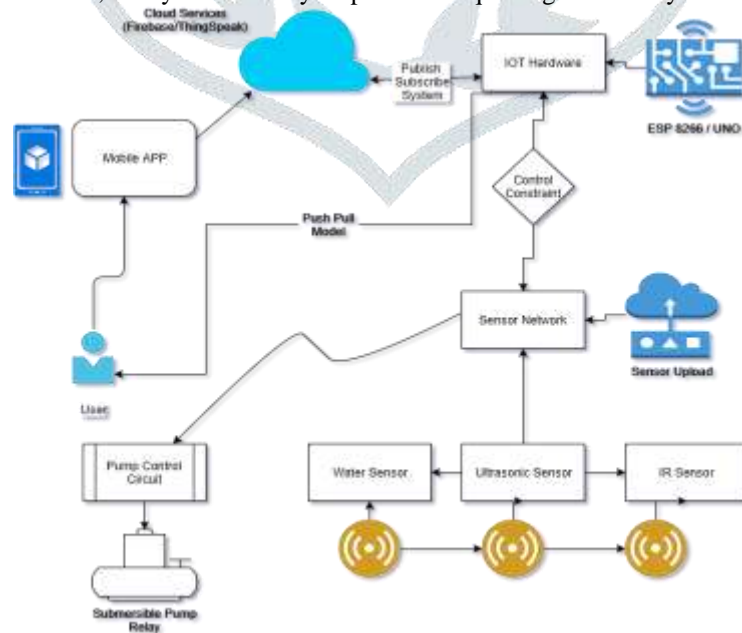 Cloud Services
(Firebase/ThingSpeak)
Publish
Subscribe
System
IOT Hardware
ESP 8266 / UNO
Mobile APP
Control
Constraint
Push Pull
Model
Sensor Network
Sensor Upload
User
Pump Control
Circuit
Water Sensor
Ultrasonic Sensor
IR Sensor
Submersible Pump
Relay